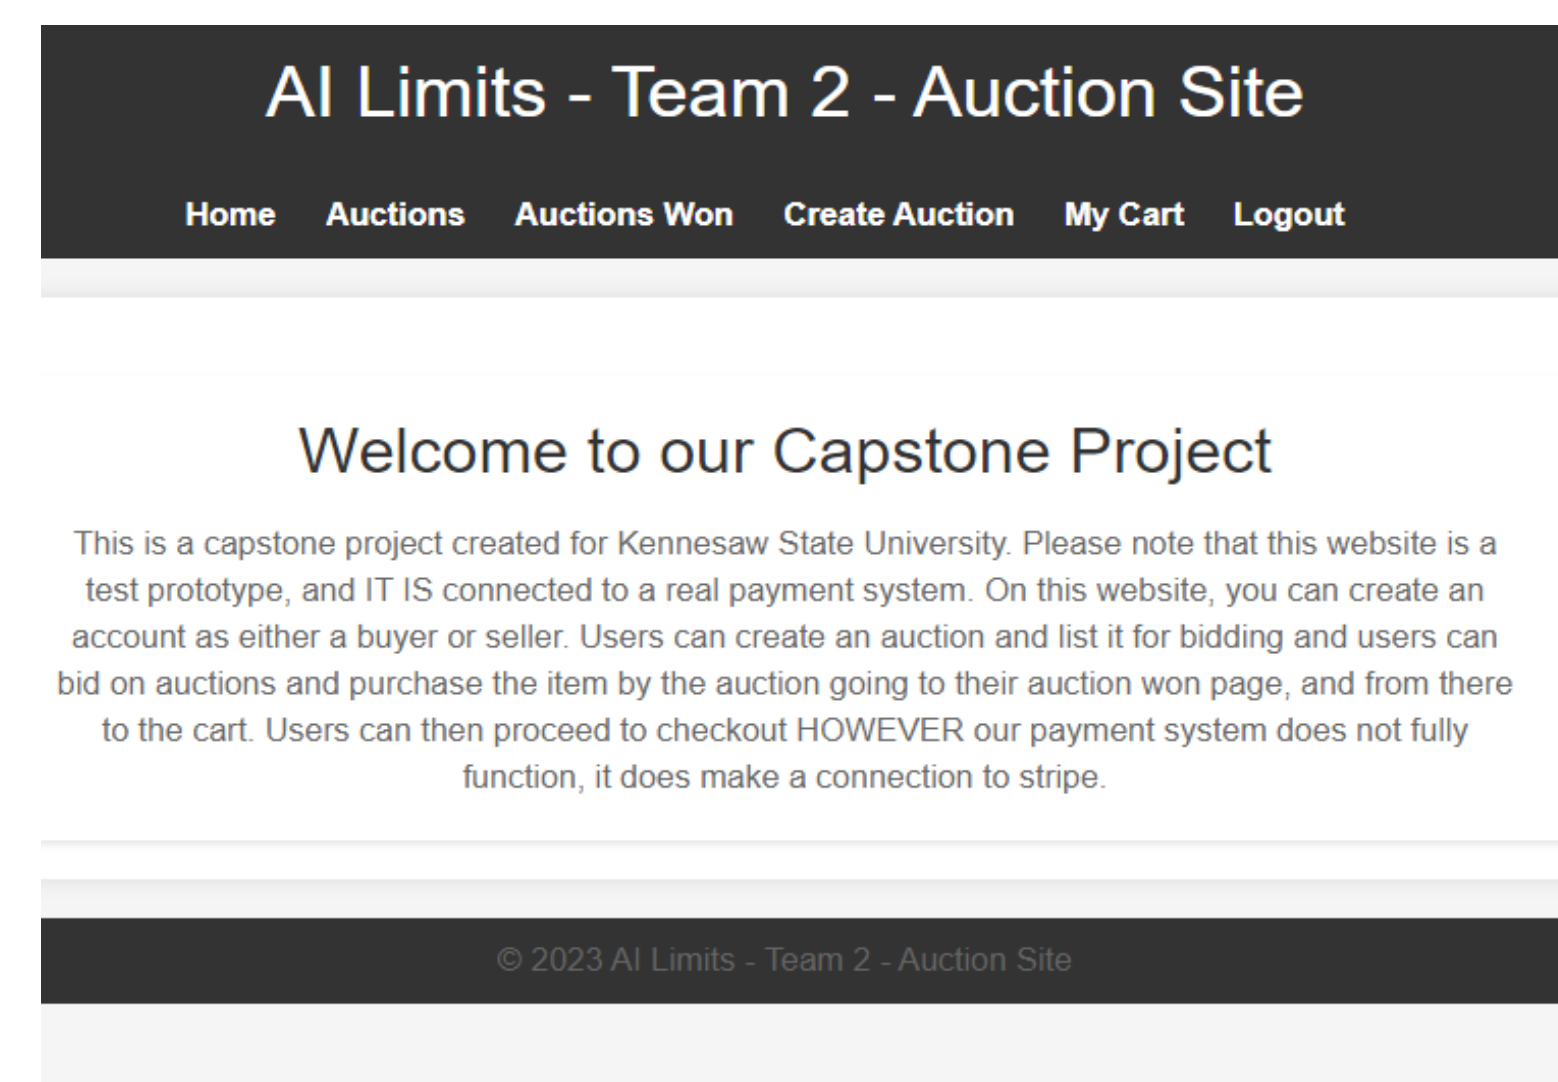 AI Limits - Team 2 - Auction Site
Home Auctions Auctions Won Create Auction My Cart Logout
Welcome to our Capstone Project
This is a capstone project created for Kennesaw State University. Please note that this website is a
test prototype, and IT IS connected to a real payment system. On this website, you can create an
account as either a buyer or seller. Users can create an auction and list it for bidding and users can
bid on auctions and purchase the item by the auction going to their auction won page, and from there
to the cart. Users can then proceed to checkout HOWEVER our payment system does not fully
function, it does make a connection to stripe.
© 2023 AI Limits - Team 2 - Auction Site